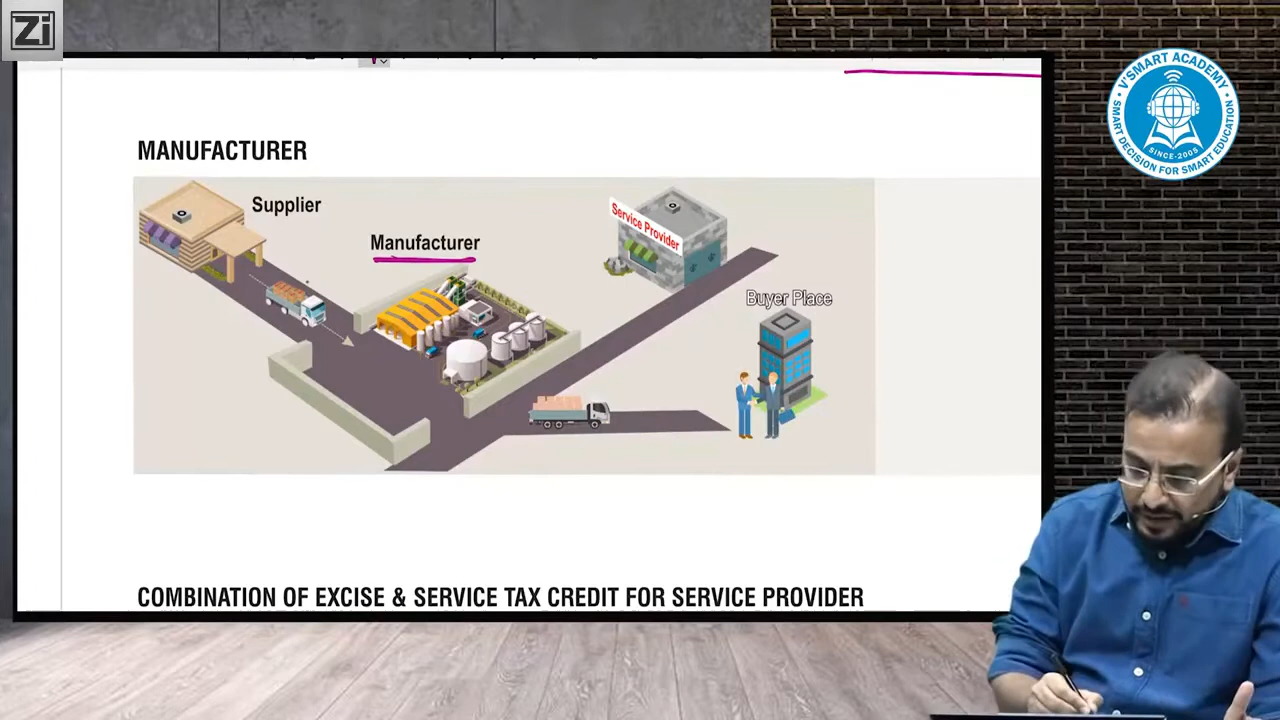 Zi
V'SMART ACADEMY
SMART DECISION FOR SMART EDUCATION
SINCE-2005
MANUFACTURER
Supplier
Manufacturer
Service Provider
Buyer Place
COMBINATION OF EXCISE & SERVICE TAX CREDIT FOR SERVICE PROVIDER